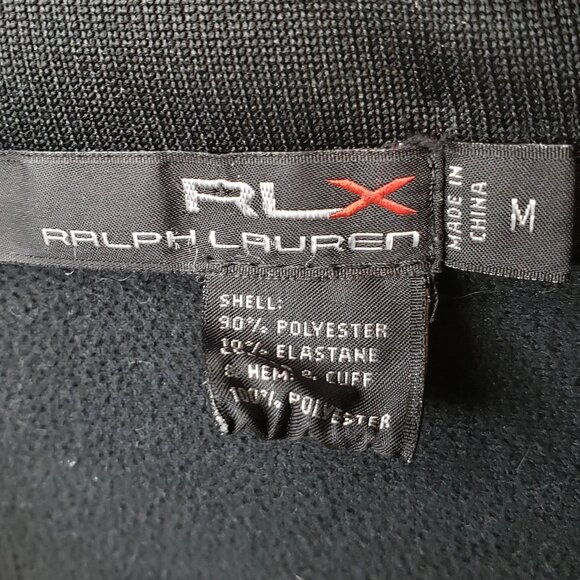 RLX
RALPH LAUREN
MADE IN
CHINA
M
SHELL:
90% POLYESTER
10% ELASTANE
& HEM: & CUFF
100% POLYESTER